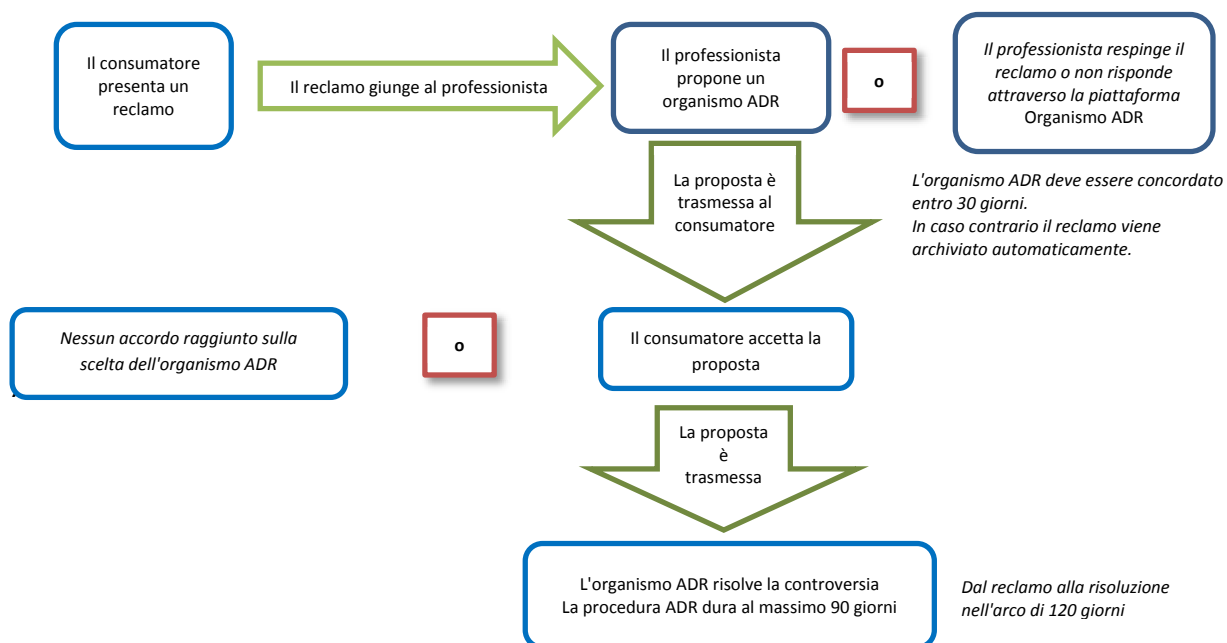 Il consumatore
presenta un
reclamo
Il reclamo giunge al professionista
Il professionista
propone un
organismo ADR
o
Il professionista respinge il
reclamo o non risponde
attraverso la piattaforma
Organismo ADR
La proposta è
trasmessa al
consumatore
L'organismo ADR deve essere concordato
entro 30 giorni.
In caso contrario il reclamo viene
archiviato automaticamente.
Nessun accordo raggiunto sulla
scelta dell'organismo ADR
o
Il consumatore accetta la
proposta
La proposta
è
trasmessa
L'organismo ADR risolve la controversia
La procedura ADR dura al massimo 90 giorni
Dal reclamo alla risoluzione
nell'arco di 120 giorni